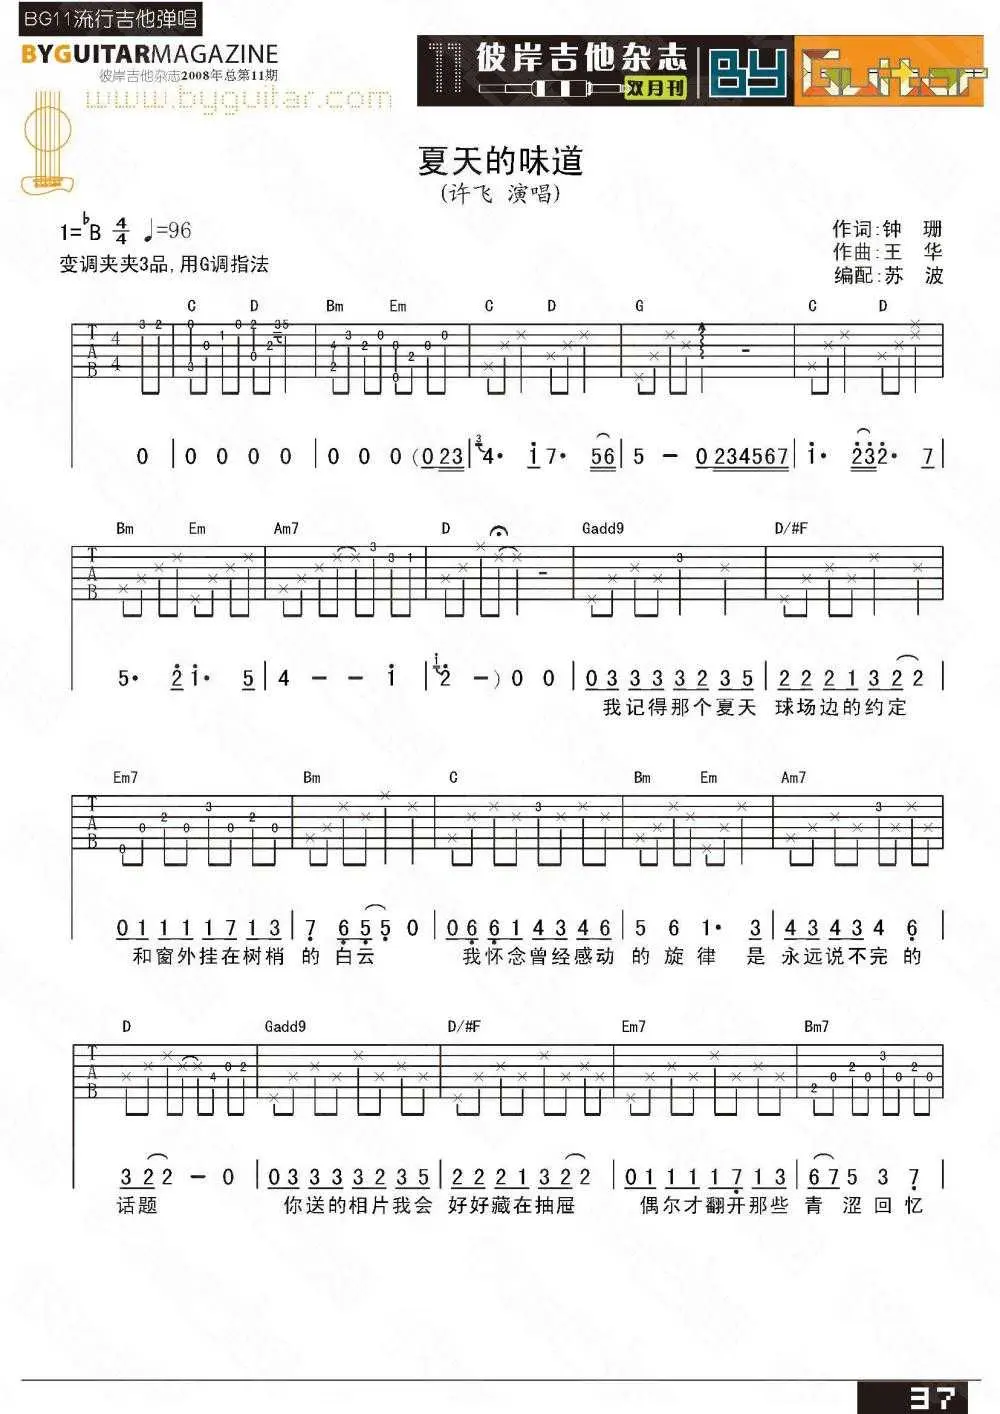 BG11流行吉他弹唱
BYGUITARMAGAZINE
彼岸吉他杂志2008年总第11期
www.byguitar.com
11 彼岸吉他杂志 双月刊 BY Guitar
夏天的味道
(许飞 演唱)
1=♭B 4/4 ♩=96
变调夹夹3品,用G调指法
作词:钟 珊
作曲:王 华
编配:苏 波
C D Bm Em C D G C D
0 | 0 0 0 0 | 0 0 0 (023 | 4· i 7· 56 | 5 - 0234567 | i· 232· 7
Bm Em Am7 D Gadd9 D/#F
5· 2 i· 5 | 4 - - i | 2 - ) 0 0 | 0 3 3 3 3 2 3 5 | 2 2 2 1 3 2 2
我记得那个夏天 球场边的约定
Em7 Bm C Bm Em Am7
0 1 1 1 1 7 1 3 | 7 6 5 5 0 | 0 6 6 1 4 3 4 6 | 5 6 1· 3 | 4 3 4 3 4 6
和窗外挂在树梢 的 白云 我怀念曾经感动 的 旋 律 是 永远说不完 的
D Gadd9 D/#F Em7 Bm7
3 2 2 - 0 | 0 3 3 3 3 2 3 5 | 2 2 2 1 3 2 2 | 0 1 1 1 1 7 1 3 | 6 7 5 3 7
话题 你送的相片我会 好好藏在抽屉 偶尔才翻开那些 青 涩 回 忆
37